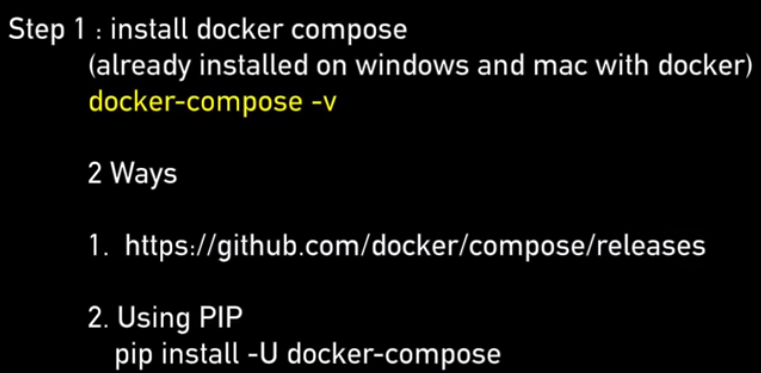 Step 1 : install docker compose
(already installed on windows and mac with docker)
docker-compose -v
2 Ways
1. https://github.com/docker/compose/releases
2. Using PIP
pip install -U docker-compose